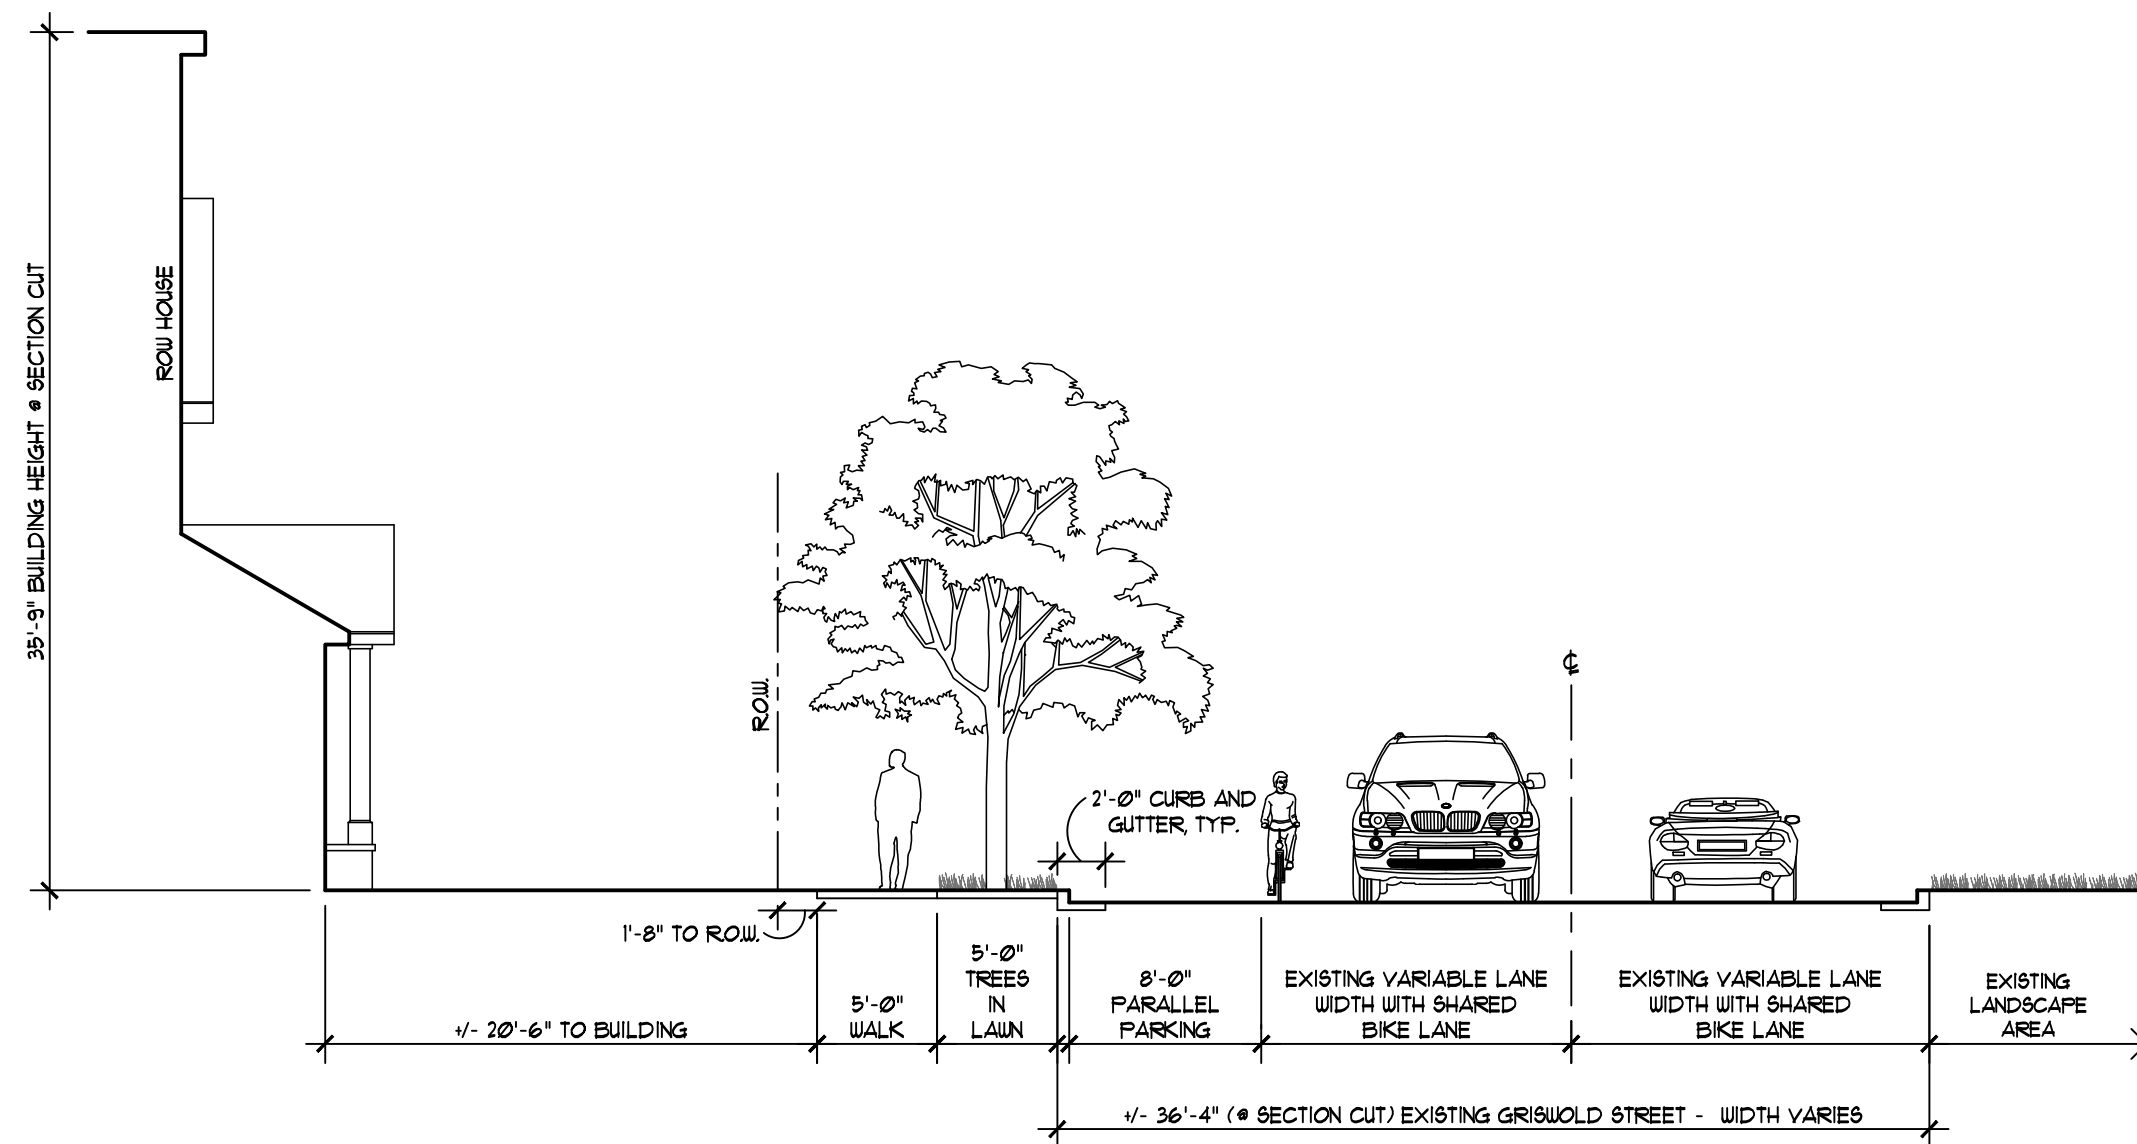 35'-9" BUILDING HEIGHT @ SECTION CUT
ROW HOUSE
R.O.W.
℄
2'-0" CURB AND
GUTTER, TYP.
1'-8" TO R.O.W.
+/- 20'-6" TO BUILDING
5'-0"
WALK
5'-0"
TREES
IN
LAWN
8'-0"
PARALLEL
PARKING
EXISTING VARIABLE LANE
WIDTH WITH SHARED
BIKE LANE
EXISTING VARIABLE LANE
WIDTH WITH SHARED
BIKE LANE
EXISTING
LANDSCAPE
AREA
+/- 36'-4" (@ SECTION CUT) EXISTING GRISWOLD STREET - WIDTH VARIES